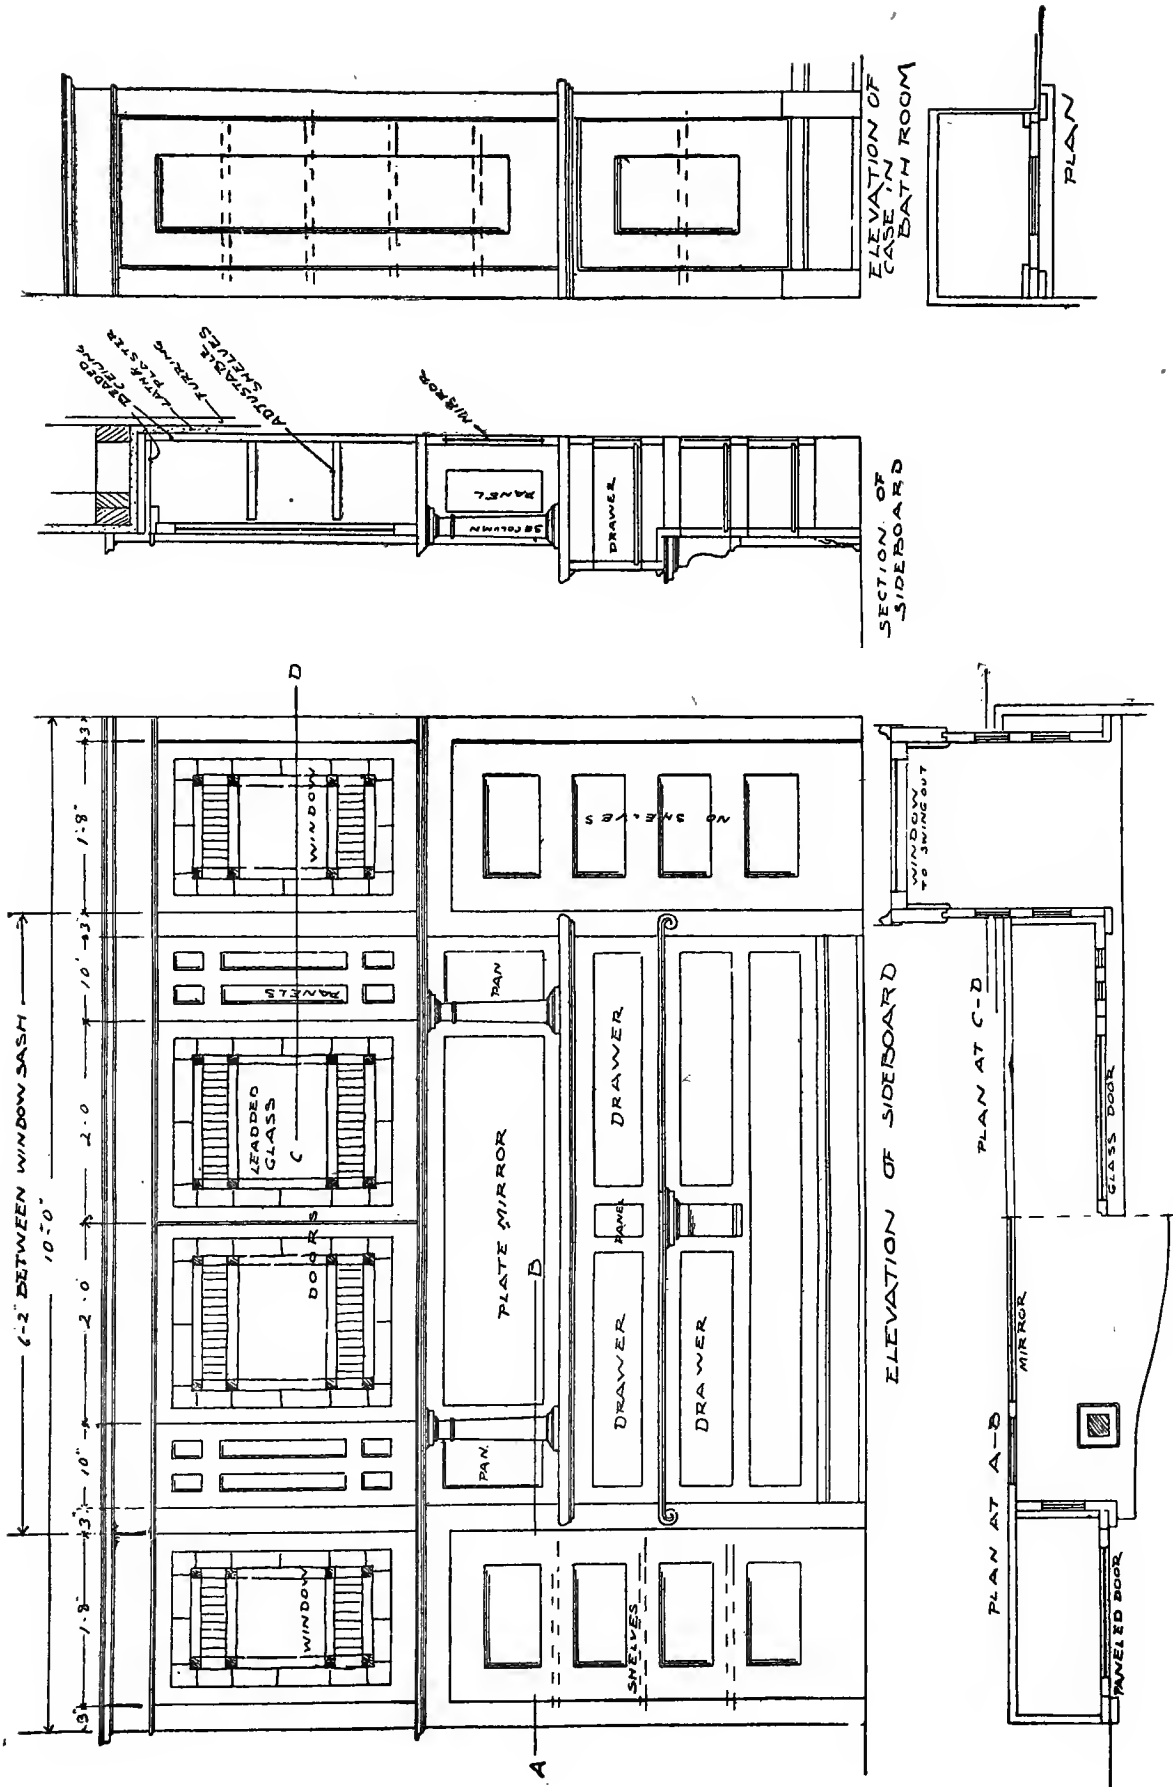 6-2" BETWEEN WINDOW SASH
10'-0"
3"
1'-8"
3"
10"
2-0
2-0
10"
3"
1'-8"
3"
WINDOW
DOORS
LEADDED
GLASS
PANELS
WINDOW
C
D
PAN.
PLATE MIRROR
PAN
A
B
SHELVES
DRAWER
PANEL
DRAWER
DRAWER
NO SHELVES
ELEVATION OF SIDEBOARD
PLAN AT A-B
PLAN AT C-D
MIRROR
PANELED DOOR
GLASS DOOR
WINDOW
TO SWING OUT
BEADED
CEILING
LATH &
PLASTER
FURRING
ADJUSTABLE
SHELVES
MIRROR
PANEL
COLUMN
DRAWER
SECTION OF
SIDEBOARD
ELEVATION OF
CASE IN
BATH ROOM
PLAN